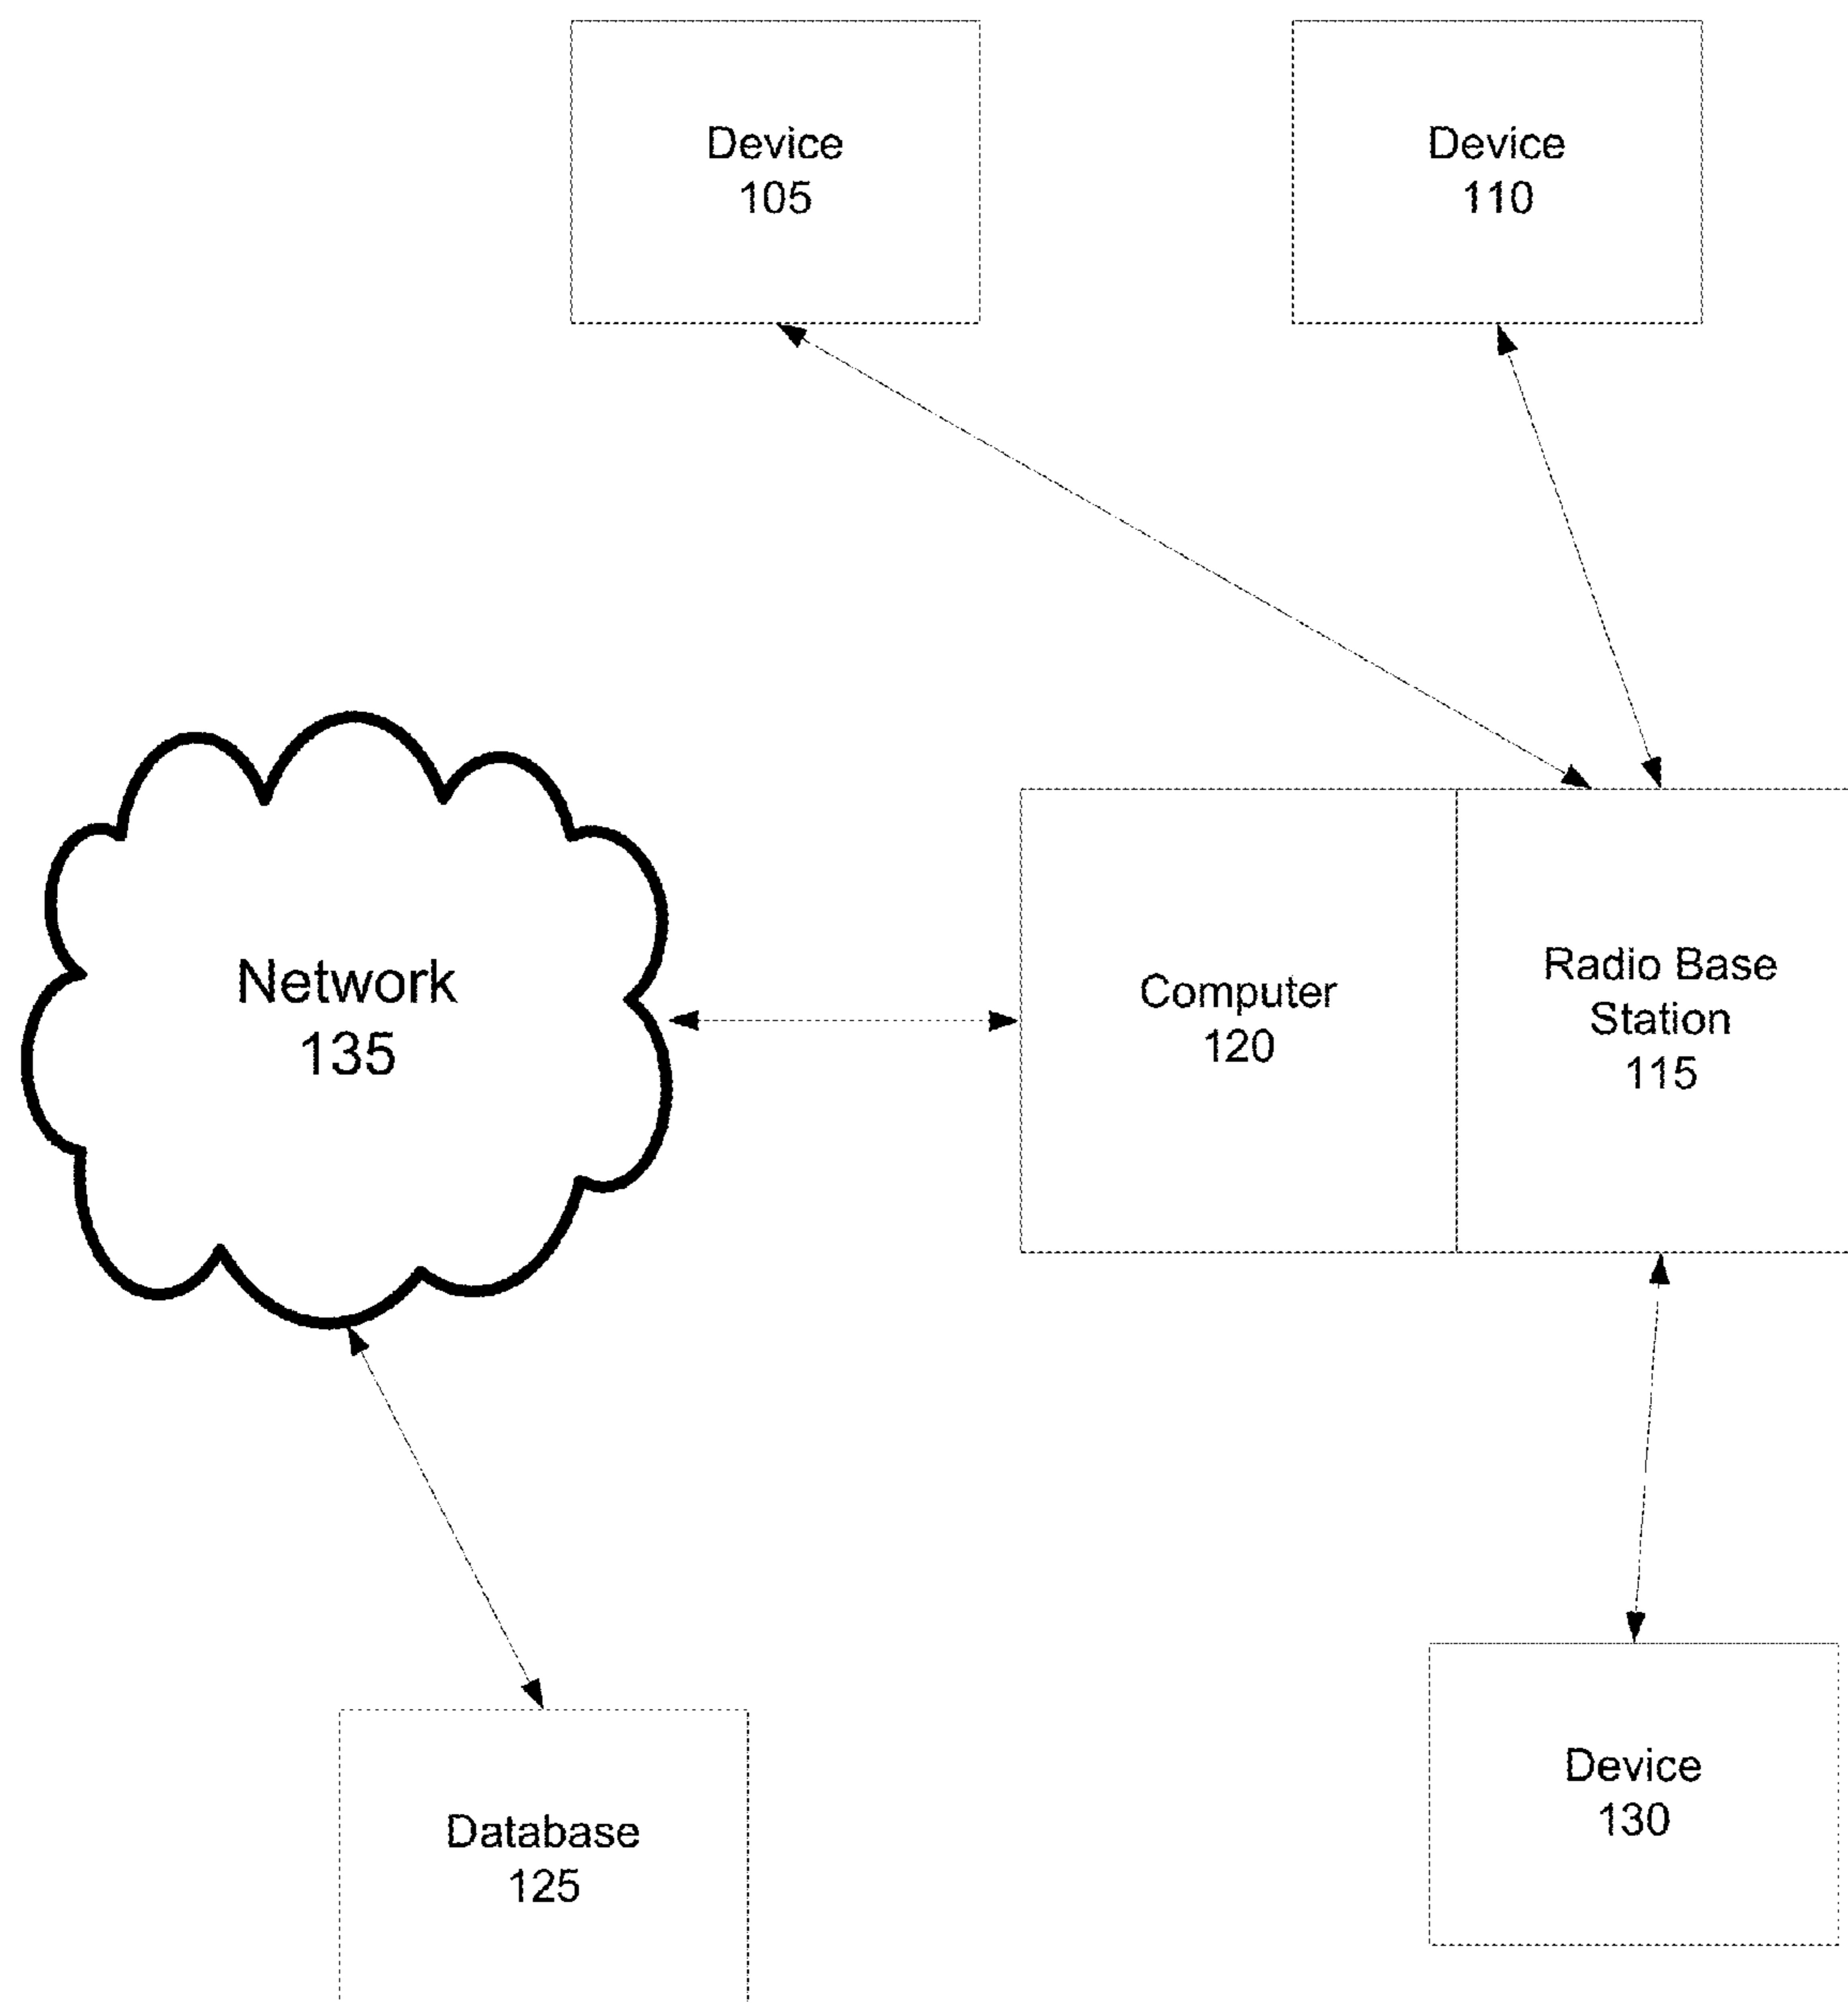 Device
105
Device
110
Network
135
Computer
120
Radio Base
Station
115
Database
125
Device
130